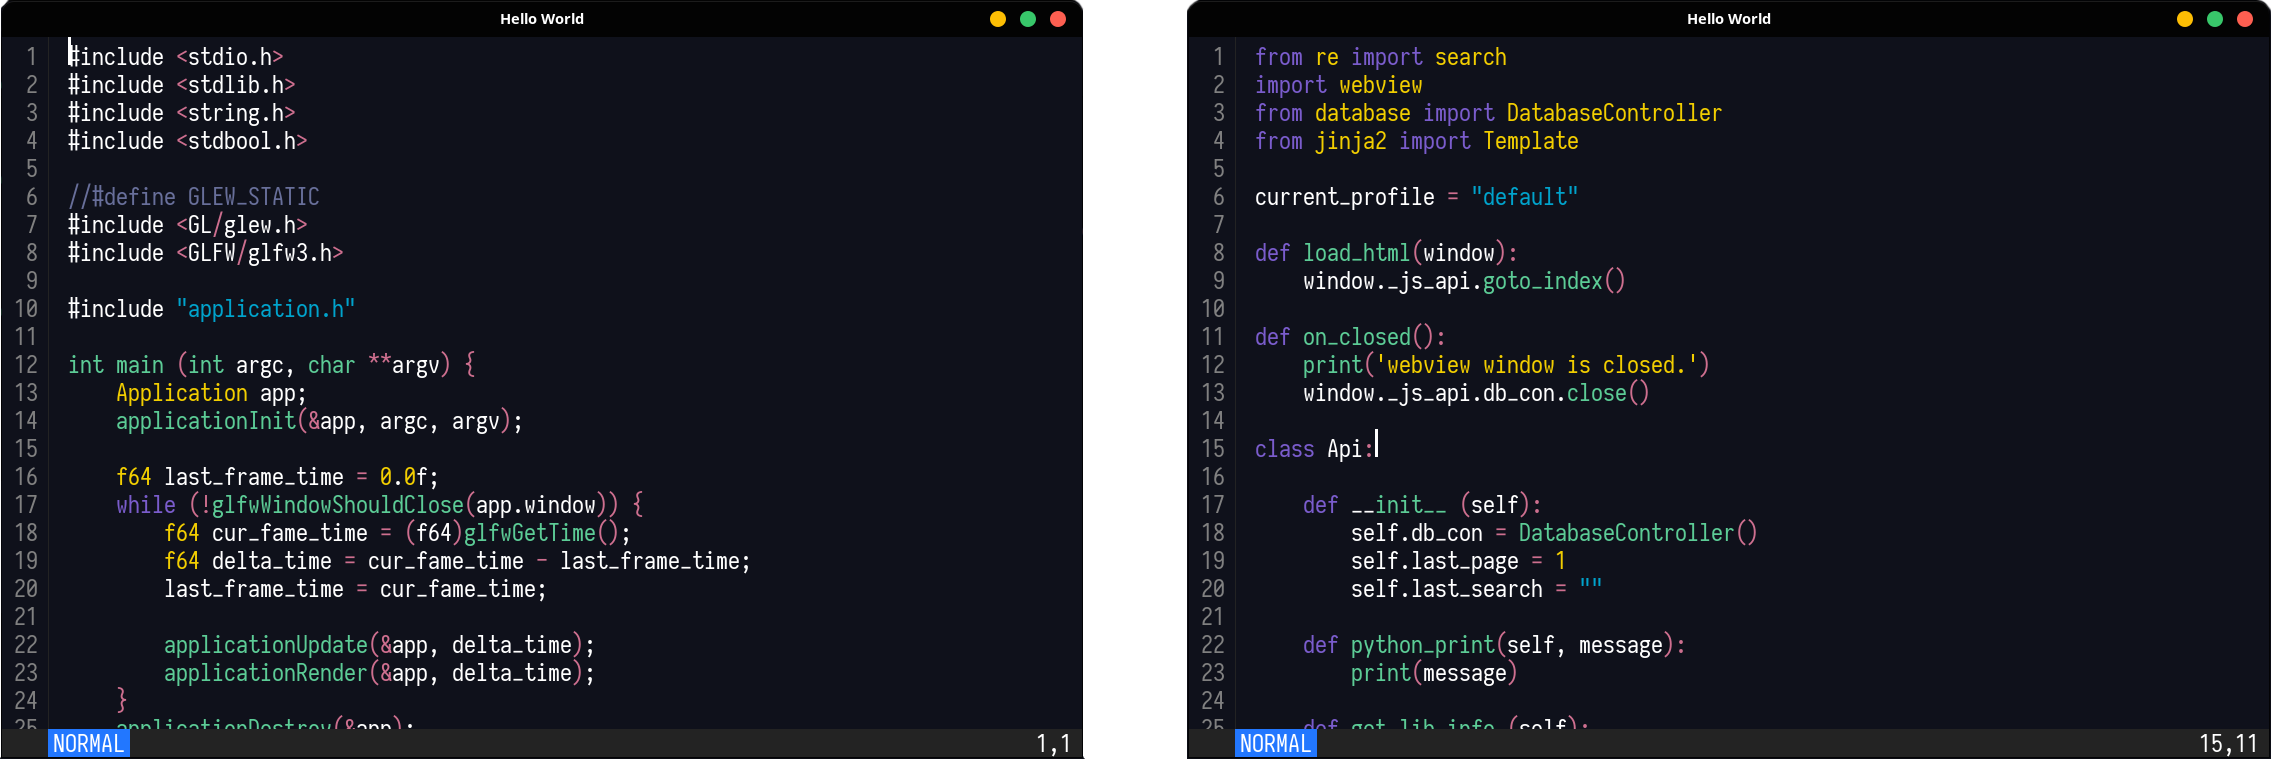 Hello World
1 #include <stdio.h>
2 #include <stdlib.h>
3 #include <string.h>
4 #include <stdbool.h>
5
6 //#define GLEW_STATIC
7 #include <GL/glew.h>
8 #include <GLFW/glfw3.h>
9
10 #include "application.h"
11
12 int main (int argc, char **argv) {
13     Application app;
14     applicationInit(&app, argc, argv);
15
16     f64 last_frame_time = 0.0f;
17     while (!glfwWindowShouldClose(app.window)) {
18         f64 cur_fame_time = (f64)glfwGetTime();
19         f64 delta_time = cur_fame_time - last_frame_time;
20         last_frame_time = cur_fame_time;
21
22         applicationUpdate(&app, delta_time);
23         applicationRender(&app, delta_time);
24     }
25     applicationDestroy(&app);
NORMAL 1,1
Hello World
1 from re import search
2 import webview
3 from database import DatabaseController
4 from jinja2 import Template
5
6 current_profile = "default"
7
8 def load_html(window):
9     window._js_api.goto_index()
10
11 def on_closed():
12     print('webview window is closed.')
13     window._js_api.db_con.close()
14
15 class Api:
16
17     def __init__ (self):
18         self.db_con = DatabaseController()
19         self.last_page = 1
20         self.last_search = ""
21
22     def python_print(self, message):
23         print(message)
24
25     def get_lib_info (self):
NORMAL 15,11